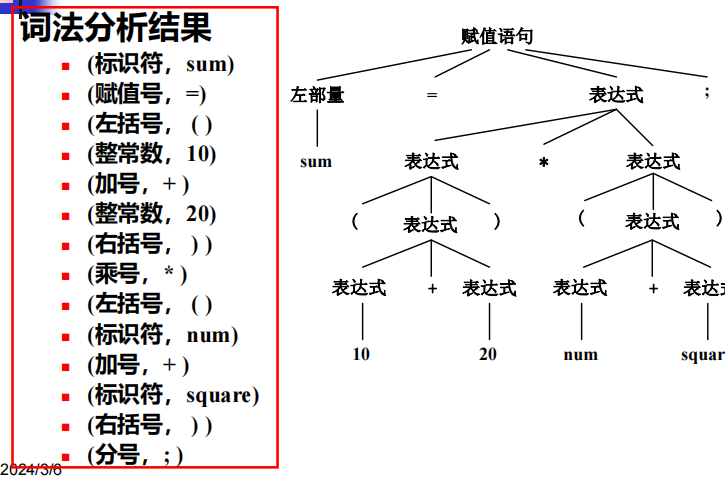 词法分析结果
(标识符，sum)
(赋值号，=)
(左括号， ( )
(整常数，10)
(加号，+ )
(整常数，20)
(右括号， ) )
(乘号，* )
(左括号， ( )
(标识符，num)
(加号，+ )
(标识符，square)
(右括号， ) )
(分号，; )
2024/3/6
赋值语句
左部量 = 表达式 ;
sum 表达式 * 表达式
( 表达式 ) ( 表达式 )
表达式 + 表达式 表达式 + 表达
10 20 num squar